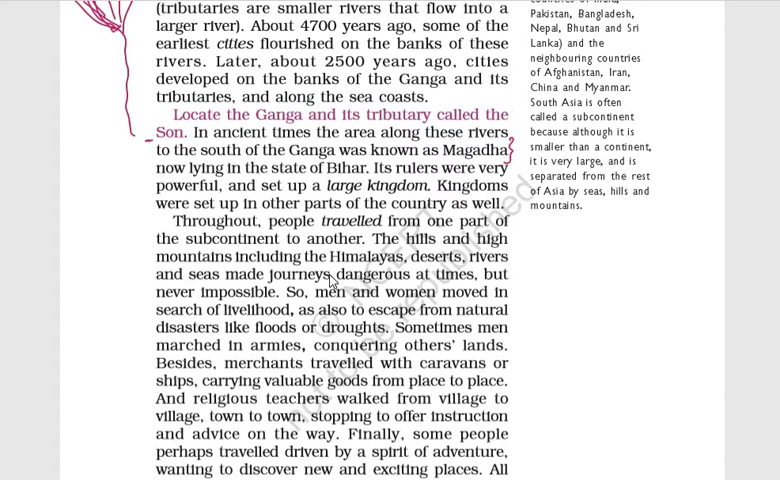 (tributaries are smaller rivers that flow into a
larger river). About 4700 years ago, some of the
earliest cities flourished on the banks of these
rivers. Later, about 2500 years ago, cities
developed on the banks of the Ganga and its
tributaries, and along the sea coasts.
Locate the Ganga and its tributary called the
Son. In ancient times the area along these rivers
to the south of the Ganga was known as Magadha
now lying in the state of Bihar. Its rulers were very
powerful, and set up a large kingdom. Kingdoms
were set up in other parts of the country as well.
Throughout, people travelled from one part of
the subcontinent to another. The hills and high
mountains including the Himalayas, deserts, rivers
and seas made journeys dangerous at times, but
never impossible. So, men and women moved in
search of livelihood, as also to escape from natural
disasters like floods or droughts. Sometimes men
marched in armies, conquering others' lands.
Besides, merchants travelled with caravans or
ships, carrying valuable goods from place to place.
And religious teachers walked from village to
village, town to town, stopping to offer instruction
and advice on the way. Finally, some people
perhaps travelled driven by a spirit of adventure,
wanting to discover new and exciting places. All
Pakistan, Bangladesh,
Nepal, Bhutan and Sri
Lanka) and the
neighbouring countries
of Afghanistan, Iran,
China and Myanmar.
South Asia is often
called a subcontinent
because although it is
smaller than a continent,
it is very large, and is
separated from the rest
of Asia by seas, hills and
mountains.
© NCERT
not to be republished